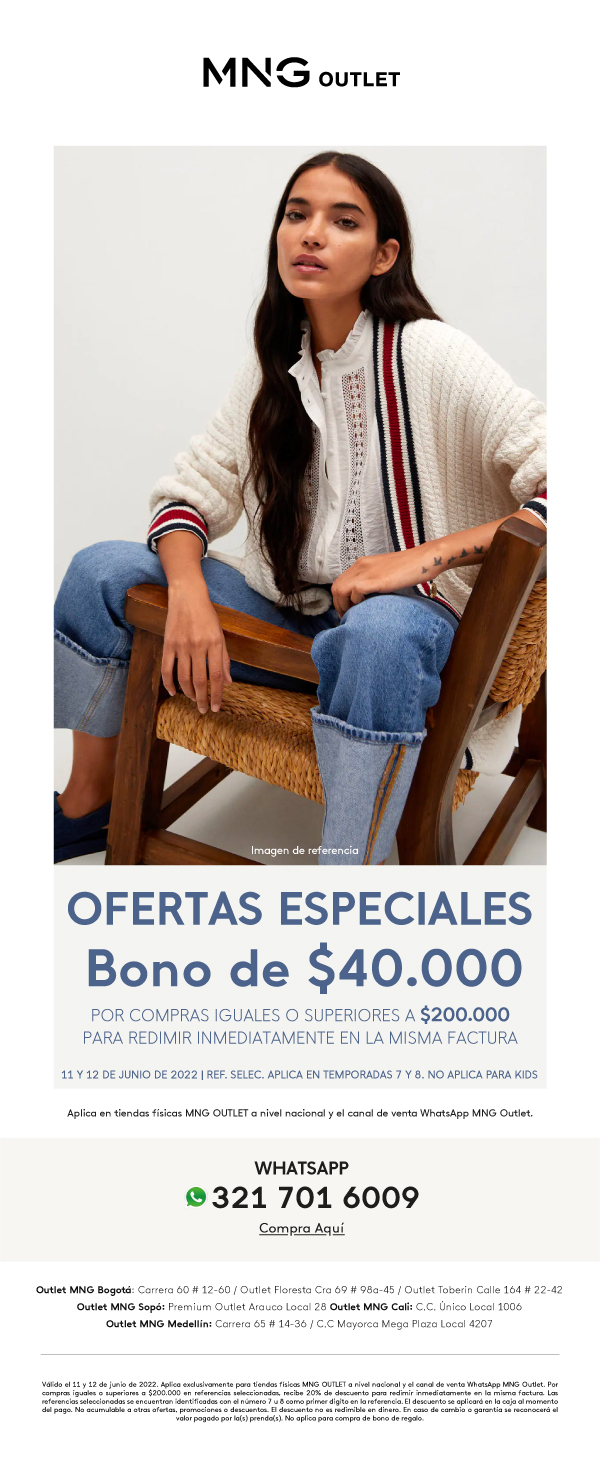 MNG OUTLET
Imagen de referencia
OFERTAS ESPECIALES
Bono de $40.000
POR COMPRAS IGUALES O SUPERIORES A $200.000
PARA REDIMIR INMEDIATAMENTE EN LA MISMA FACTURA
11 Y 12 DE JUNIO DE 2022 | REF. SELEC. APLICA EN TEMPORADAS 7 Y 8. NO APLICA PARA KIDS
Aplica en tiendas físicas MNG OUTLET a nivel nacional y el canal de venta WhatsApp MNG Outlet.
WHATSAPP
321 701 6009
Compra Aquí
Outlet MNG Bogotá: Carrera 60 # 12-60 / Outlet Floresta Cra 69 # 98a-45 / Outlet Toberin Calle 164 # 22-42
Outlet MNG Sopó: Premium Outlet Arauco Local 28 Outlet MNG Cali: C.C. Único Local 1006
Outlet MNG Medellín: Carrera 65 # 14-36 / C.C Mayorca Mega Plaza Local 4207
Válido el 11 y 12 de junio de 2022. Aplica exclusivamente para tiendas físicas MNG OUTLET a nivel nacional y el canal de venta WhatsApp MNG Outlet. Por
compras iguales o superiores a $200.000 en referencias seleccionadas, recibe 20% de descuento para redimir inmediatamente en la misma factura. Las
referencias seleccionadas se encuentran identificadas con el número 7 u 8 como primer dígito en la referencia. El descuento se aplicará en la caja al momento
del pago. No acumulable a otras ofertas, promociones o descuentos. El descuento no es redimible en dinero. En caso de cambio o garantía se reconocerá el
valor pagado por la(s) prenda(s). No aplica para compra de bono de regalo.